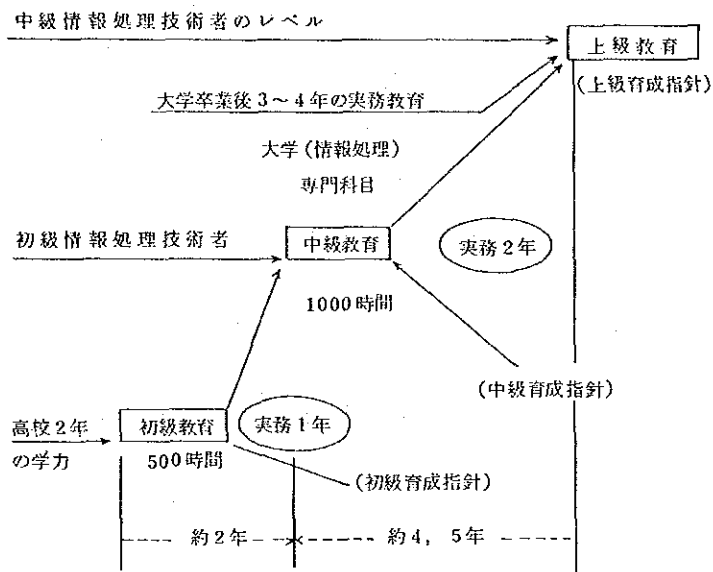 中級情報処理技術者のレベル
上級教育
(上級育成指針)
大学卒業後3～4年の実務教育
大学(情報処理)
専門科目
初級情報処理技術者
中級教育
実務2年
1000時間
(中級育成指針)
高校2年
の学力
初級教育
実務1年
500時間
(初級育成指針)
約2年
約4，5年